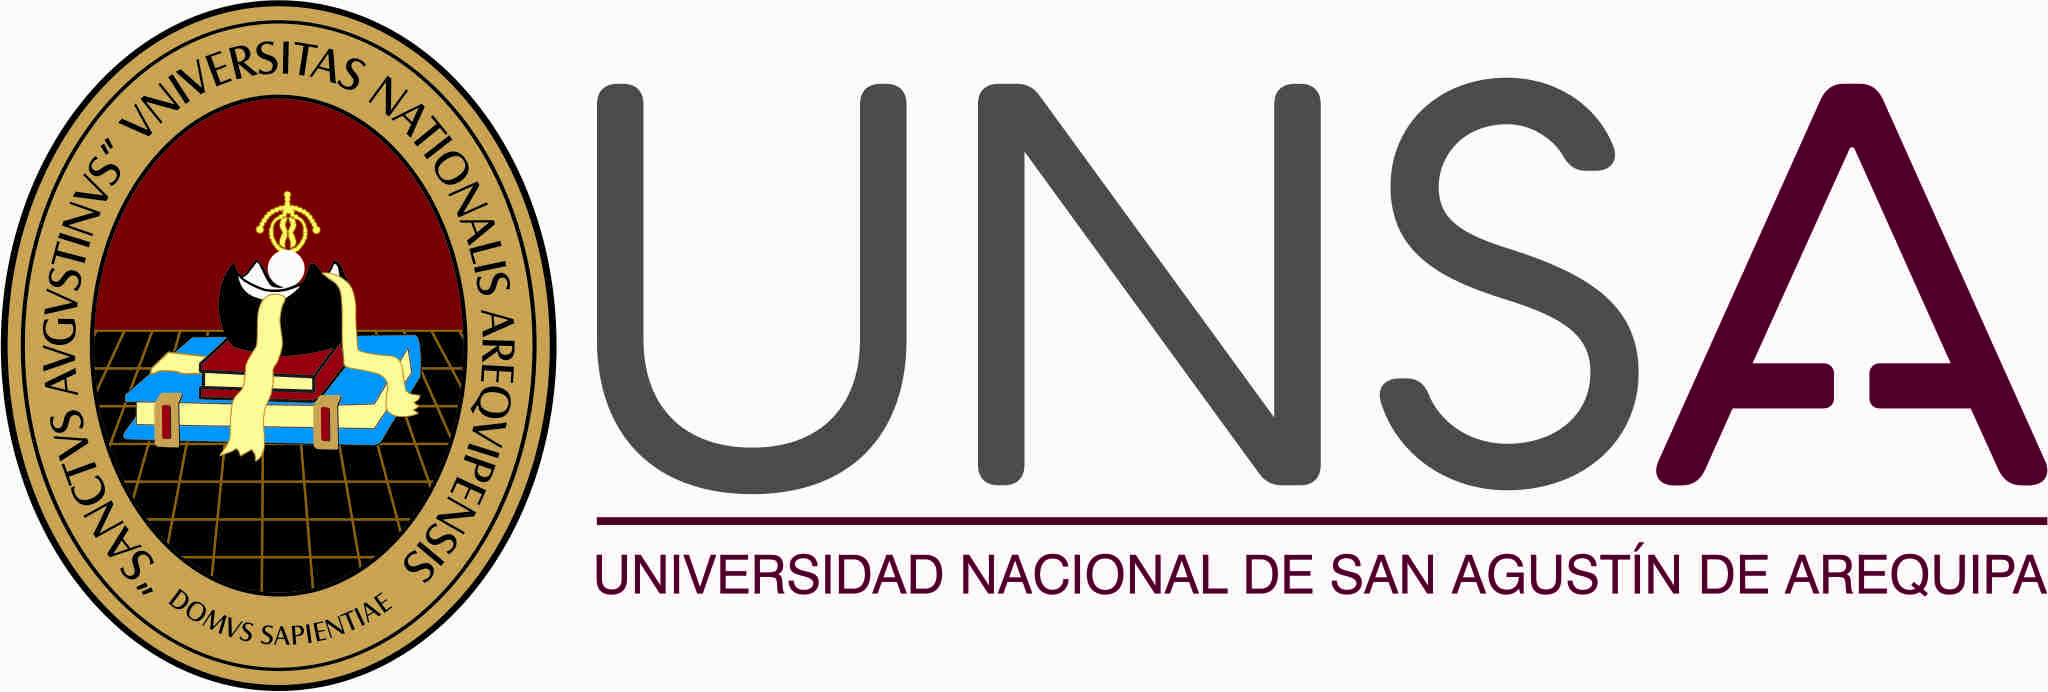 "SANCTVS AVGVSTINVS" VNIVERSITAS NATIONALIS AREQVIPENSIS
DOMVS SAPIENTIAE
UNSA
UNIVERSIDAD NACIONAL DE SAN AGUSTÍN DE AREQUIPA